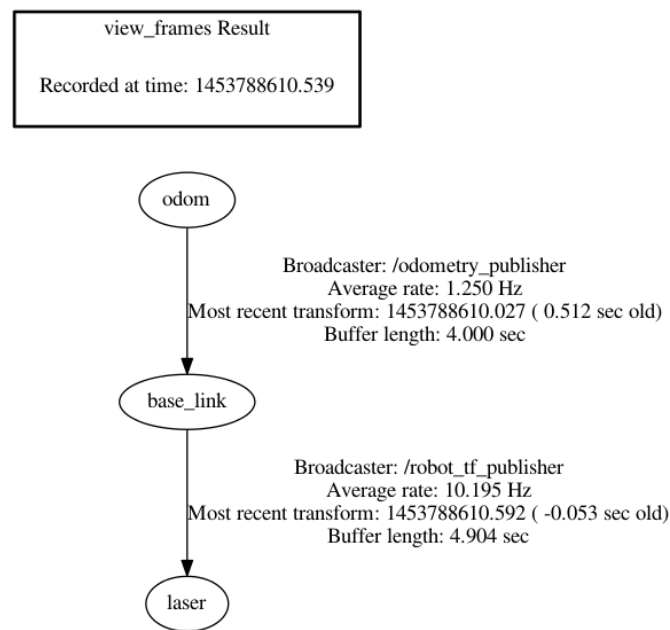 view_frames Result
Recorded at time: 1453788610.539
odom
Broadcaster: /odometry_publisher
Average rate: 1.250 Hz
Most recent transform: 1453788610.027 ( 0.512 sec old)
Buffer length: 4.000 sec
base_link
Broadcaster: /robot_tf_publisher
Average rate: 10.195 Hz
Most recent transform: 1453788610.592 ( -0.053 sec old)
Buffer length: 4.904 sec
laser